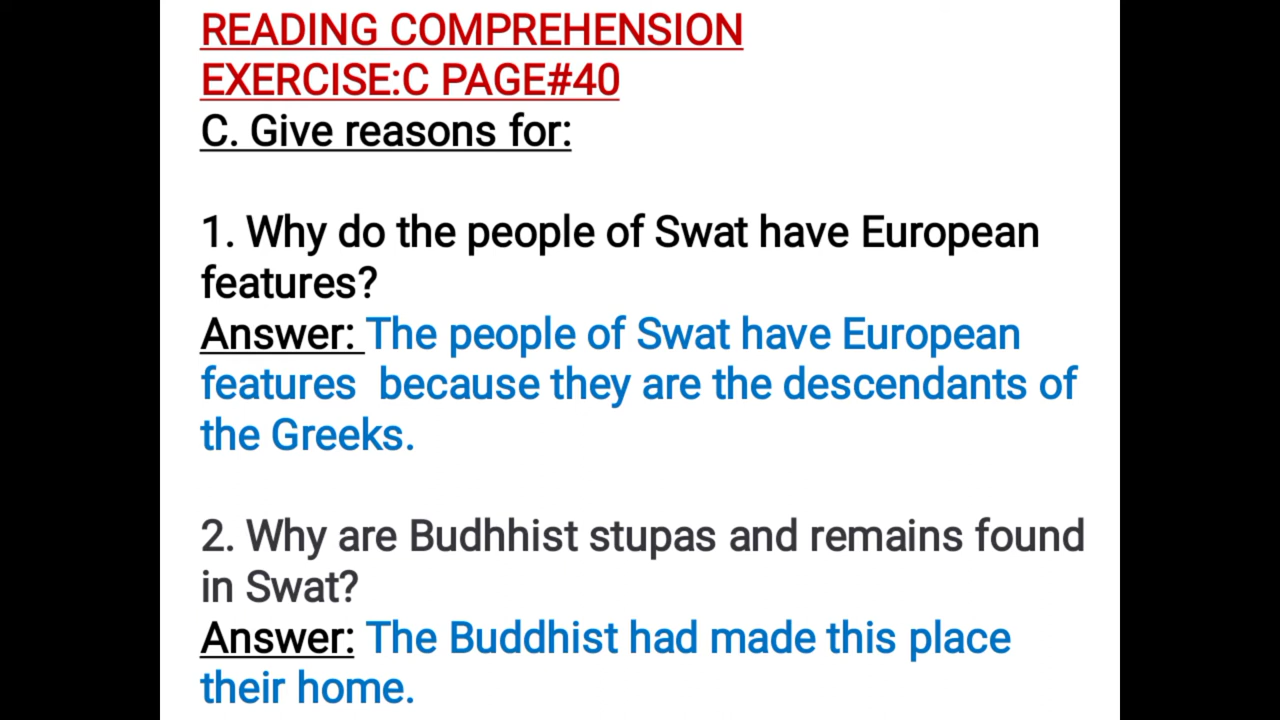 READING COMPREHENSION
EXERCISE:C PAGE#40
C. Give reasons for:
1. Why do the people of Swat have European
features?
Answer: The people of Swat have European
features  because they are the descendants of
the Greeks.
2. Why are Budhhist stupas and remains found
in Swat?
Answer: The Buddhist had made this place
their home.